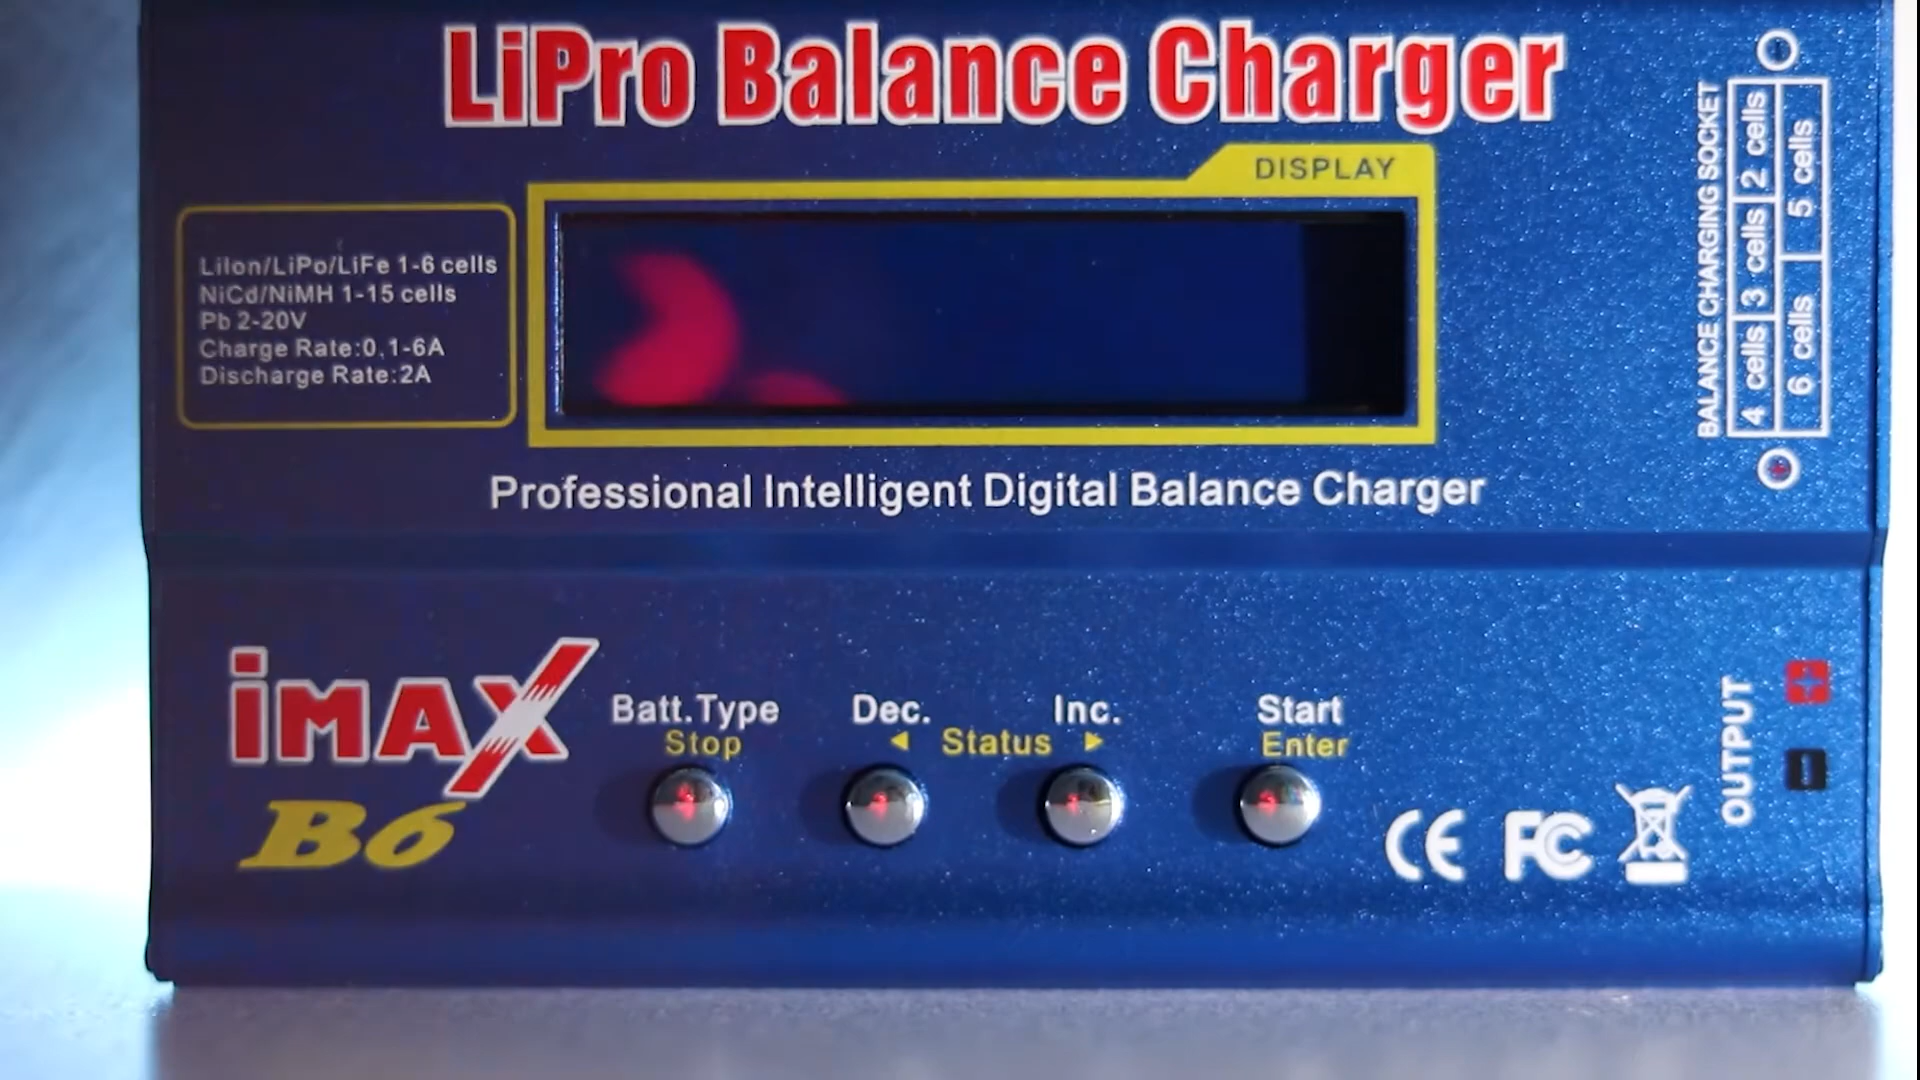 LiPro Balance Charger
DISPLAY
LiIon/LiPo/LiFe 1-6 cells
NiCd/NiMH 1-15 cells
Pb 2-20V
Charge Rate:0.1-6A
Discharge Rate:2A
Professional Intelligent Digital Balance Charger
BALANCE CHARGING SOCKET
4 cells
3 cells
2 cells
6 cells
5 cells
iMAX
B6
Batt.Type
Stop
Dec.
Inc.
◀ Status ▶
Start
Enter
CE FC
OUTPUT
+
-